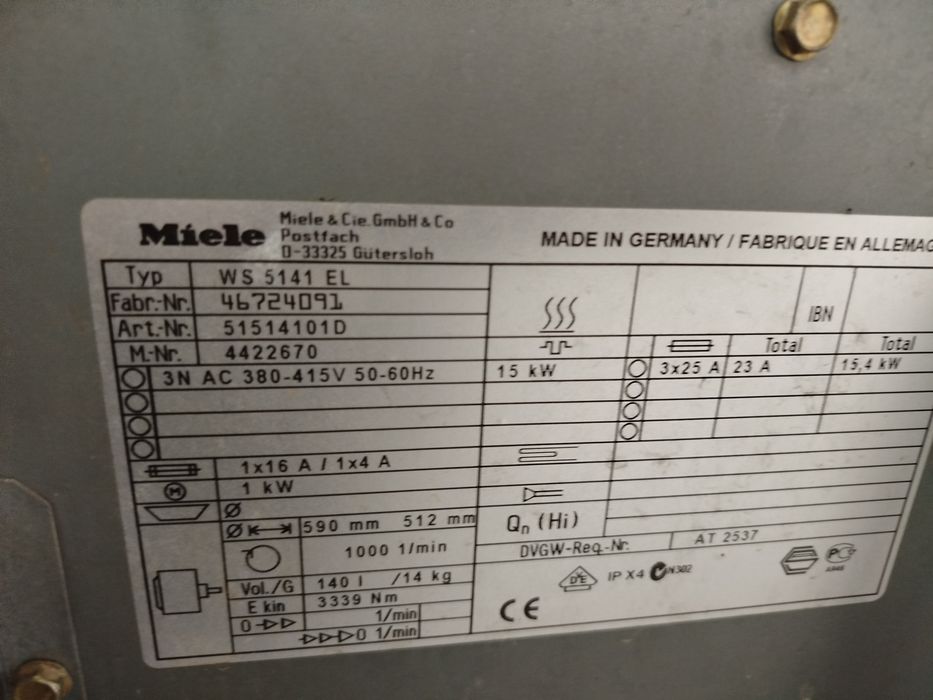 Miele
Miele & Cie. GmbH & Co
Postfach
D-33325 Gütersloh
MADE IN GERMANY / FABRIQUE EN ALLEMAG
Typ WS 5141 EL
Fabr.-Nr. 46724091
Art.-Nr. 51514101D
M.-Nr. 4422670
IBN
Total Total
3N AC 380-415V 50-60Hz 15 kW 3x25 A 23 A 15,4 kW
1x16 A / 1x4 A
M 1 kW
Ø
Ø 590 mm 512 mm
Qn (Hi)
1000 1/min
DVGW-Reg.-Nr. AT 2537
Vol./G 140 l /14 kg
E kin 3339 Nm
0 1/min
0 1/min
IP X4 N302
CE